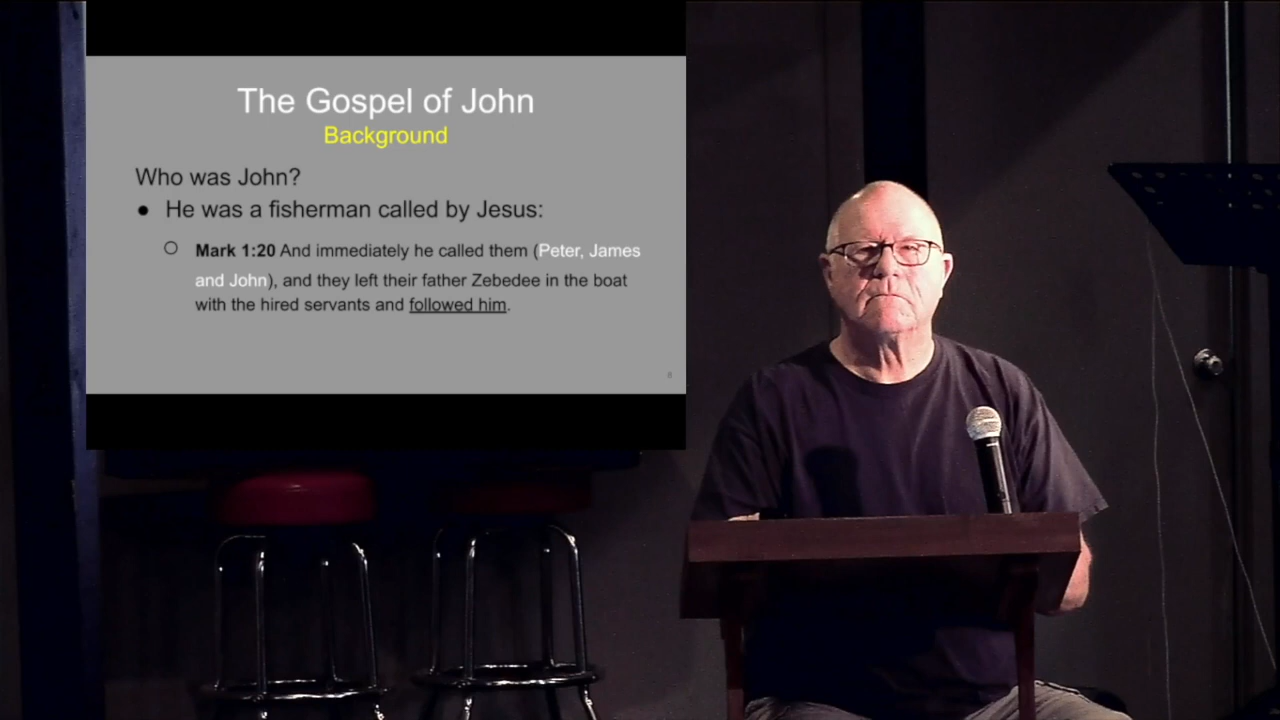 The Gospel of John
Background
Who was John?
● He was a fisherman called by Jesus:
○ Mark 1:20 And immediately he called them (Peter, James
and John), and they left their father Zebedee in the boat
with the hired servants and followed him.
8